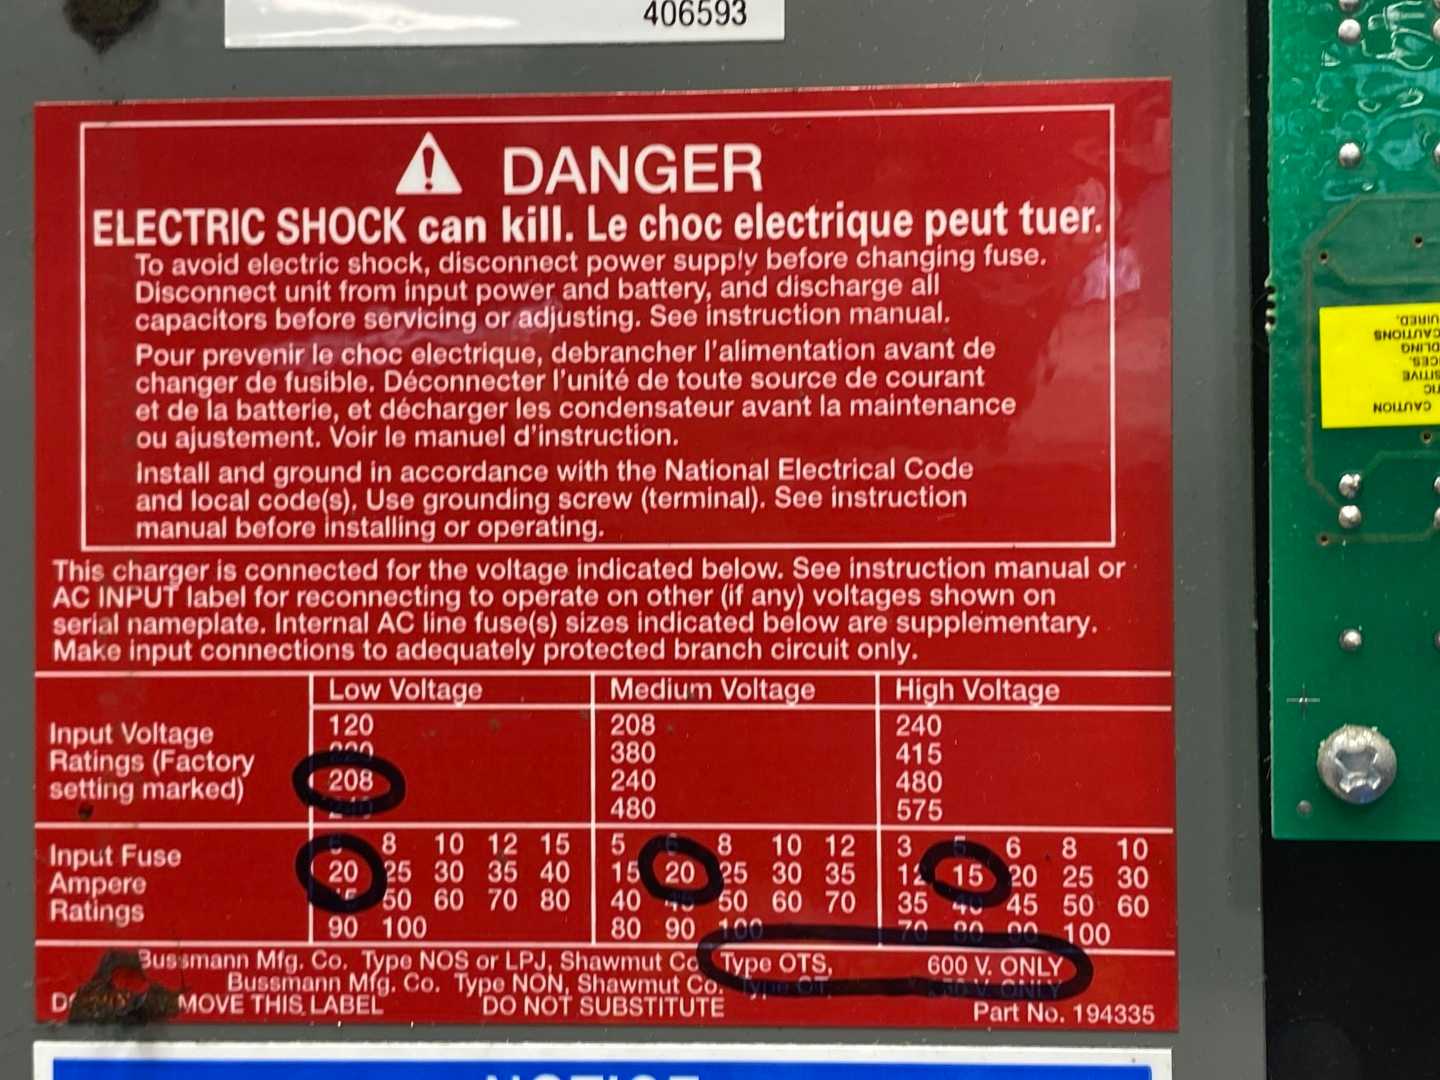 406593
DANGER
ELECTRIC SHOCK can kill. Le choc electrique peut tuer.
To avoid electric shock, disconnect power supply before changing fuse.
Disconnect unit from input power and battery, and discharge all
capacitors before servicing or adjusting. See instruction manual.
Pour prevenir le choc electrique, debrancher l'alimentation avant de
changer de fusible. Déconnecter l'unité de toute source de courant
et de la batterie, et décharger les condensateur avant la maintenance
ou ajustement. Voir le manuel d'instruction.
Install and ground in accordance with the National Electrical Code
and local code(s). Use grounding screw (terminal). See instruction
manual before installing or operating.
This charger is connected for the voltage indicated below. See instruction manual or
AC INPUT label for reconnecting to operate on other (if any) voltages shown on
serial nameplate. Internal AC line fuse(s) sizes indicated below are supplementary.
Make input connections to adequately protected branch circuit only.
Low Voltage Medium Voltage High Voltage
Input Voltage
Ratings (Factory
setting marked)
120
208
208
380
240
480
240
415
480
575
Input Fuse
Ampere
Ratings
8 10 12 15
20 25 30 35 40
50 60 70 80
90 100
5 8 10 12
15 20 25 30 35
40 50 60 70
80 90 100
3 6 8 10
12 15 20 25 30
35 40 45 50 60
70 80 90 100
Bussmann Mfg. Co. Type NOS or LPJ, Shawmut Co. Type OTS, 600 V. ONLY
Bussmann Mfg. Co. Type NON, Shawmut Co. Type OT, V. ONLY
MOVE THIS LABEL DO NOT SUBSTITUTE Part No. 194335
CAUTION
NOTICE